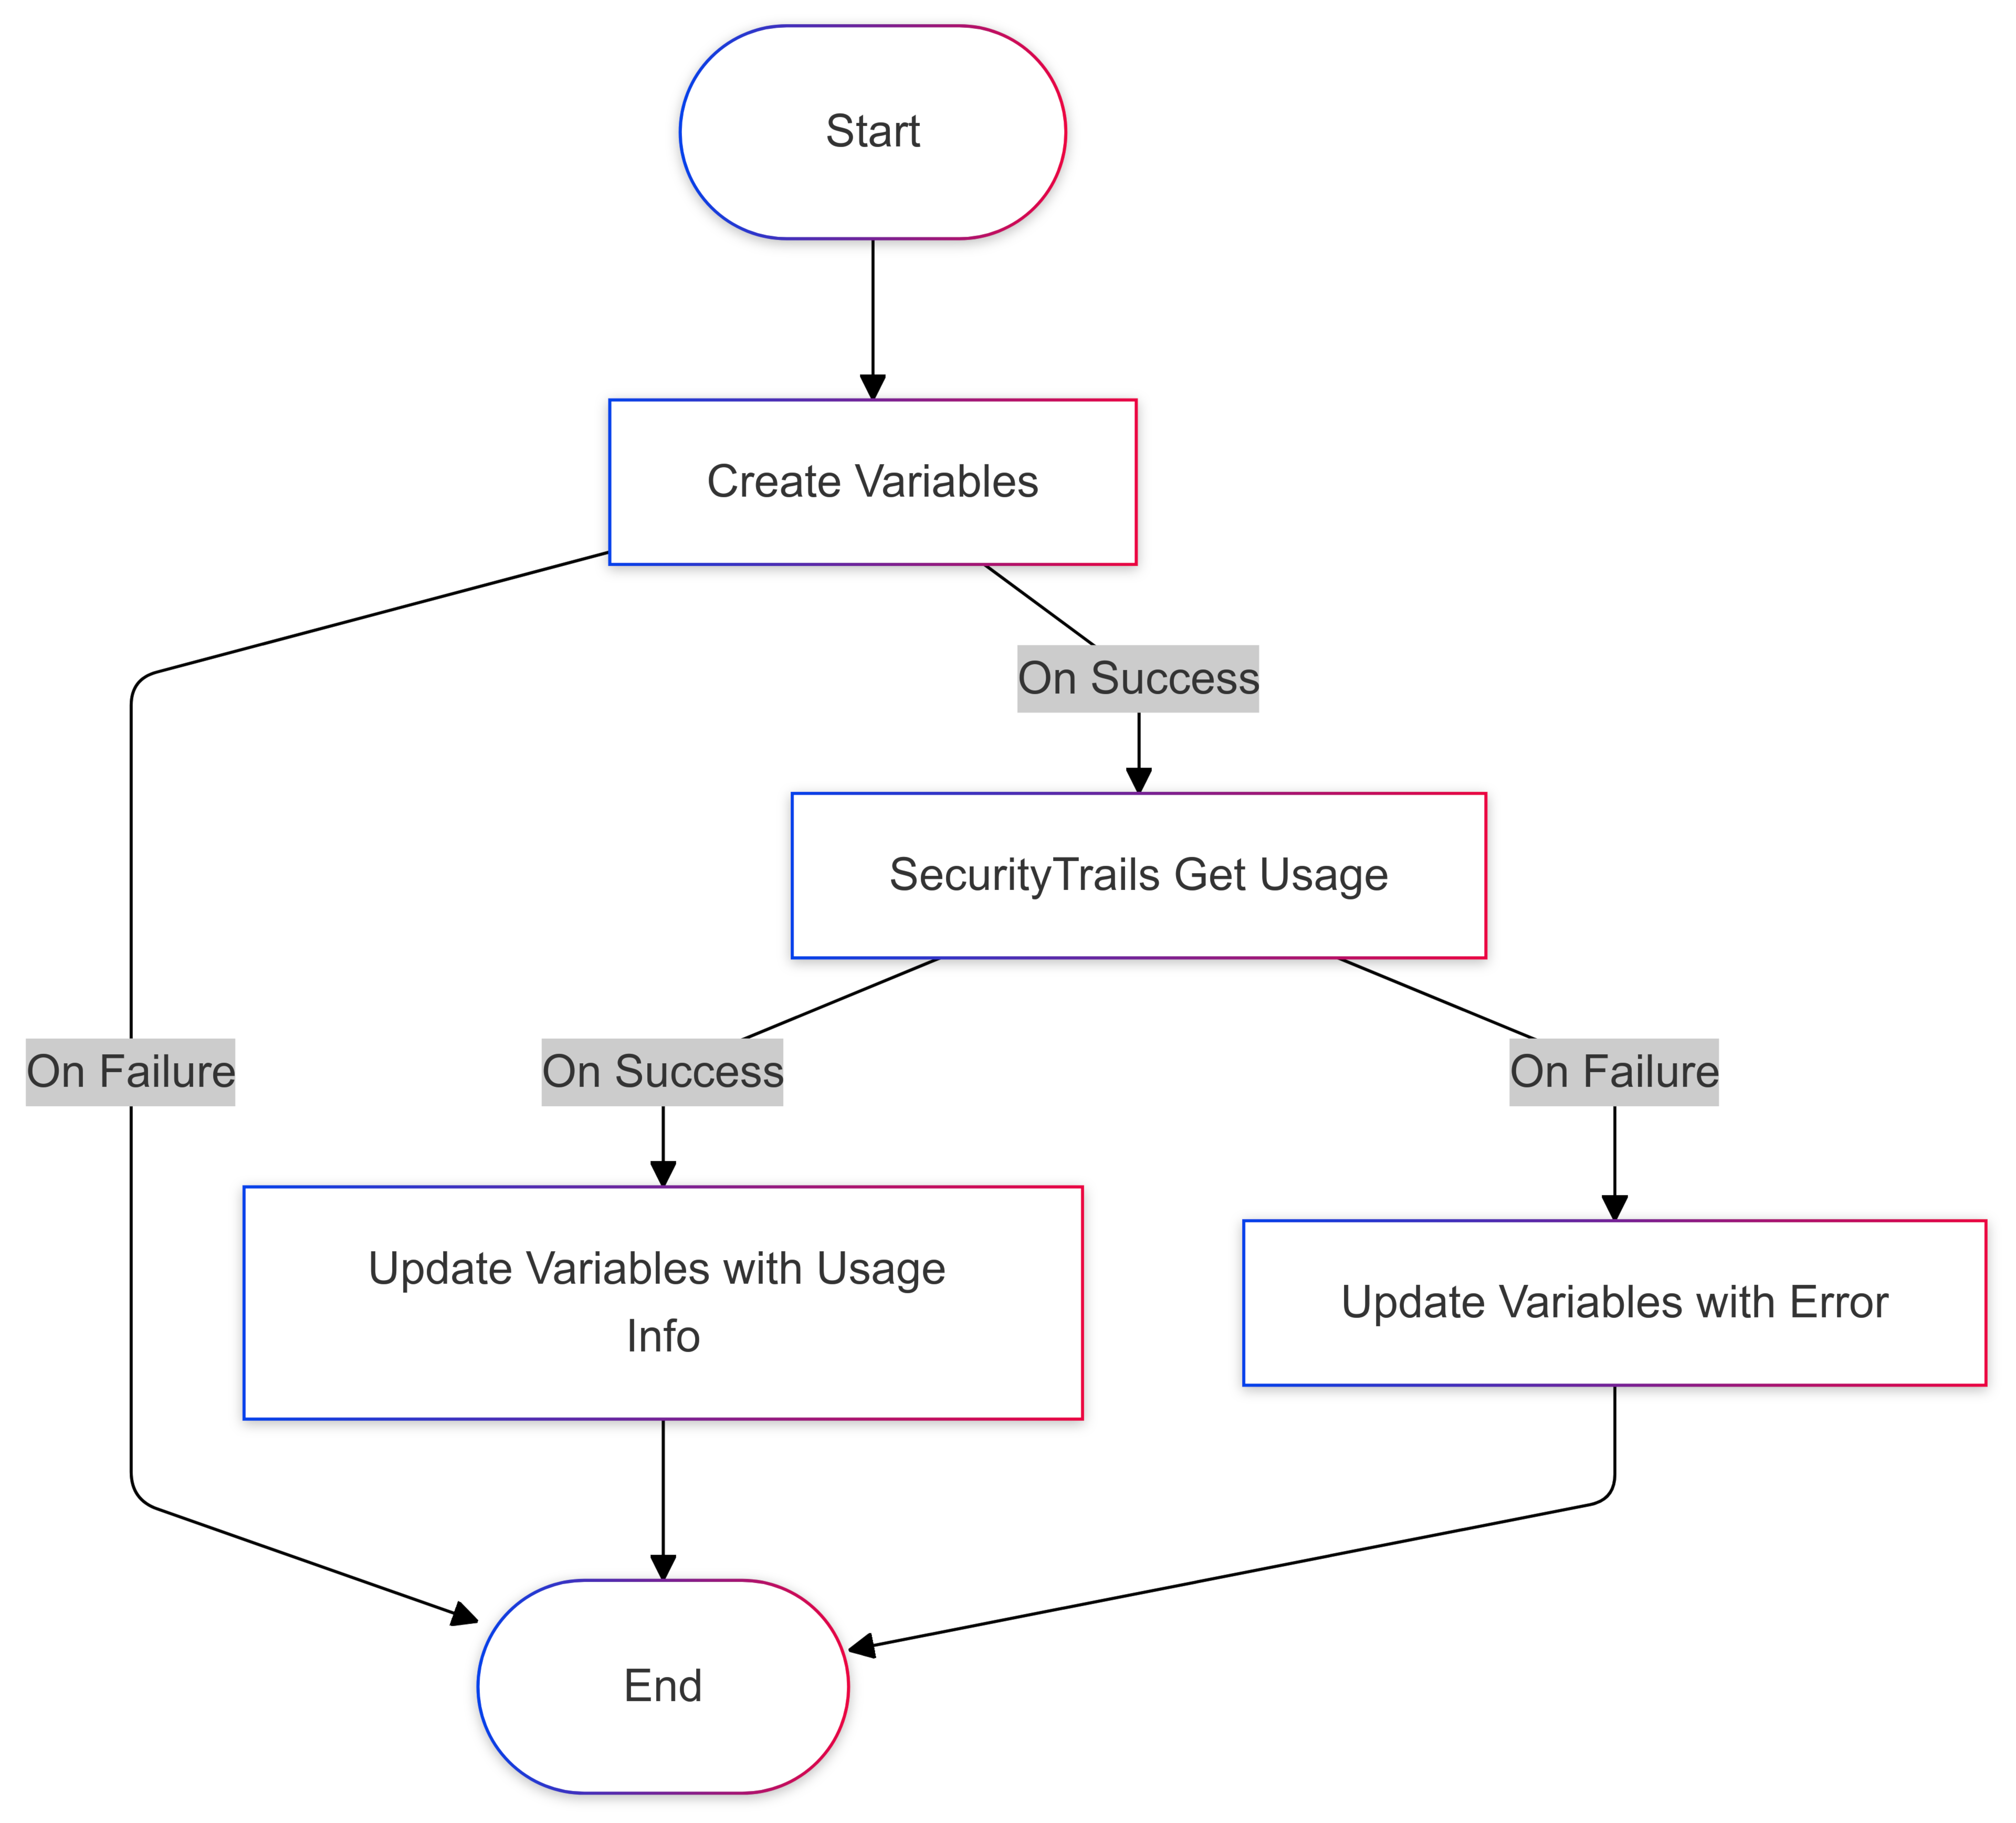 Start
Create Variables
On Success
SecurityTrails Get Usage
On Failure
On Success
On Failure
Update Variables with Usage
Info
Update Variables with Error
End